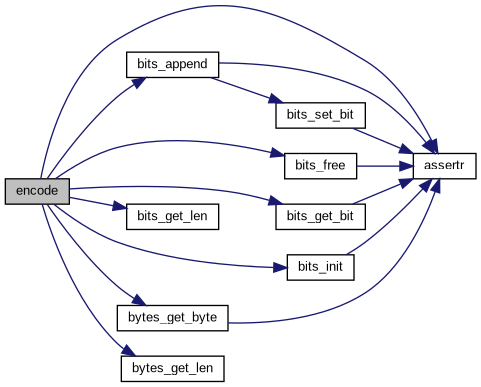 encode
bits_append
bits_set_bit
bits_free
assertr
bits_get_len
bits_get_bit
bits_init
bytes_get_byte
bytes_get_len